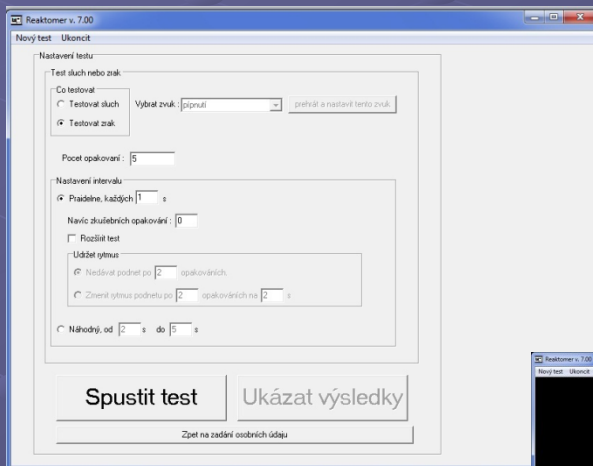 Reaktomer v. 7.00
Nový test Ukoncit
Nastavení testu
Test sluch nebo zrak
Co testovat
Testovat sluch Vybrat zvuk : pípnutí prehrát a nastavit tento zvuk
Testovat zrak
Pocet opakovaní : 5
Nastavení intervalu
Praidelne, každých 1 s
Navíc zkušebních opakování : 0
Rozšírit test
Udržet rytmus
Nedávat podnet po 2 opakováních.
Zmenit rytmus podnetu po 2 opakováních na 2 s
Náhodný, od 2 s do 5 s
Spustit test Ukázat výsledky
Zpet na zadání osobních údaju
Reaktomer v. 7.00
Nový test Ukoncit